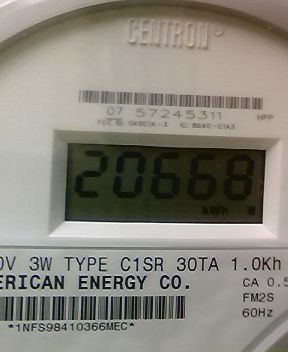 CENTRON®
07 57245311
HPP
20668
kWh
0V 3W TYPE C1SR 30TA 1.0Kh
ERICAN ENERGY CO.
CA 0.5
FM2S
60Hz
*1NFS98410366MEC*